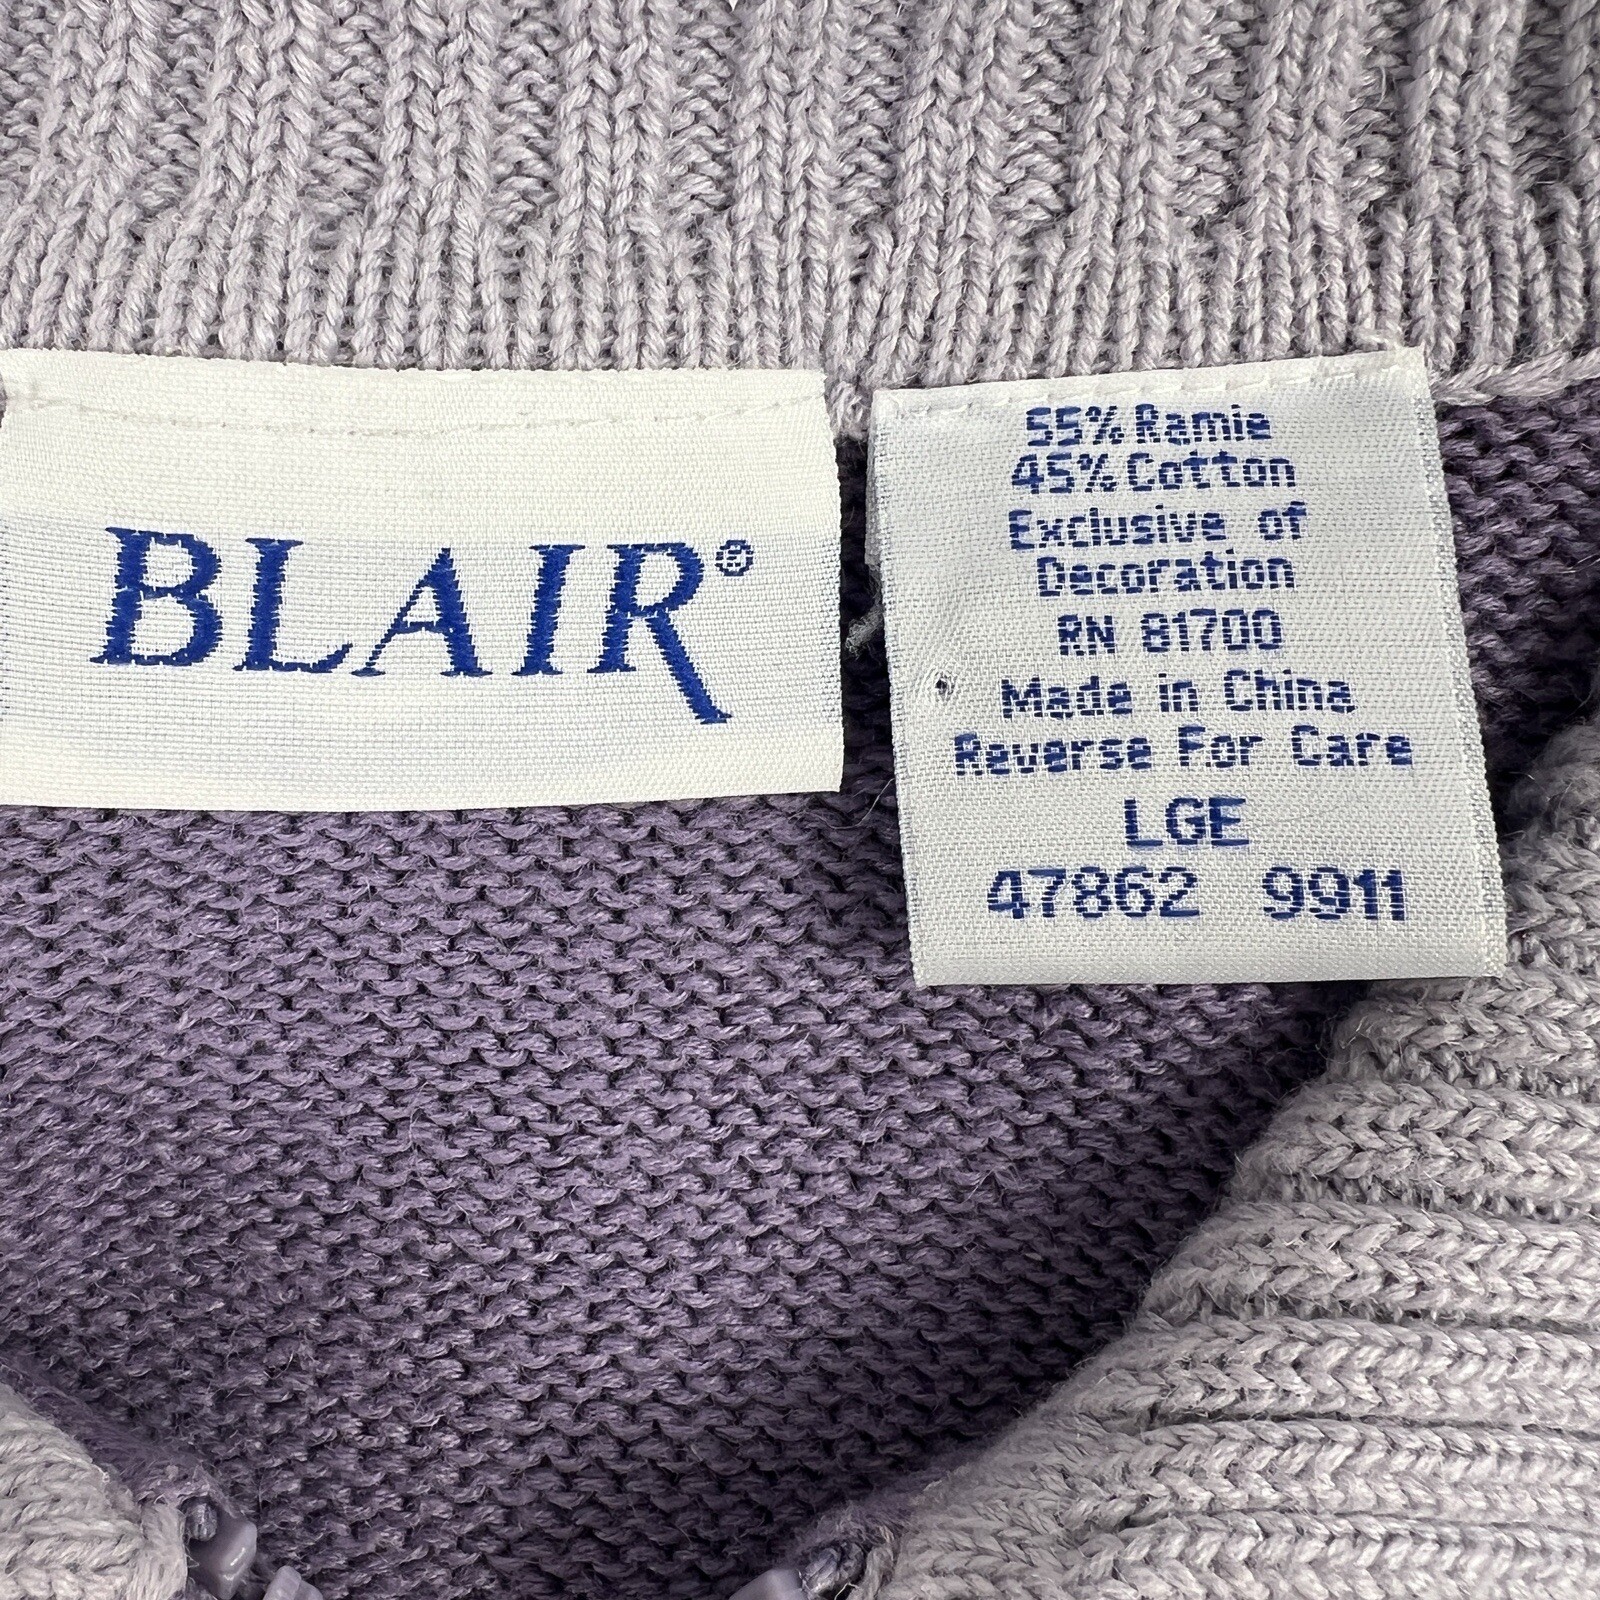 BLAIR®
55% Ramie
45% Cotton
Exclusive of
Decoration
RN 81700
Made in China
Reverse For Care
LGE
47862 9911